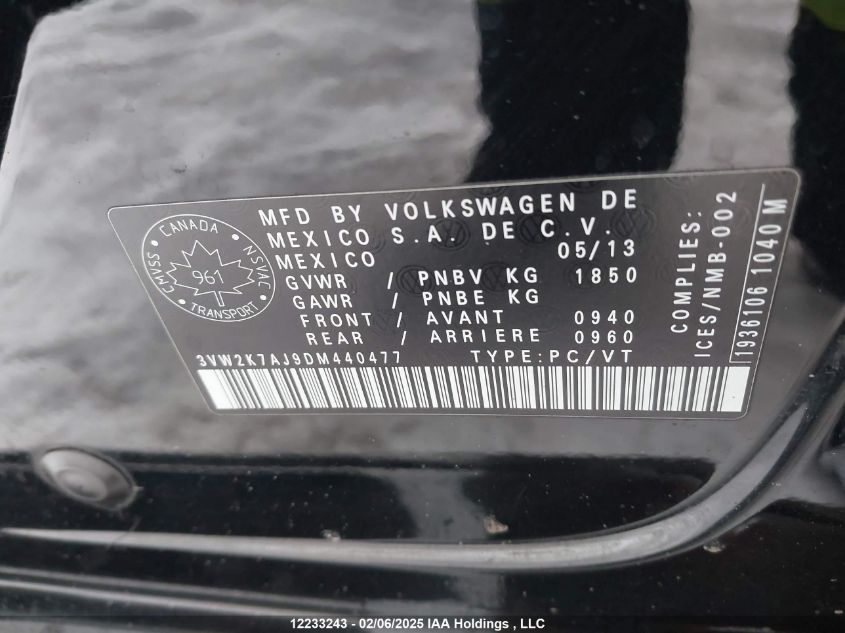 CANADA
CMVSS
NSVAC
961
TRANSPORT
MFD BY VOLKSWAGEN DE
MEXICO S.A. DE C.V.
MEXICO 05/13
GVWR / PNBV KG 1850
GAWR / PNBE KG
FRONT / AVANT 0940
REAR / ARRIERE 0960
3VW2K7AJ9DM440477 TYPE:PC/VT
COMPLIES:
ICES/NMB-002
1936106 1040 M
12233243 - 02/06/2025 IAA Holdings , LLC